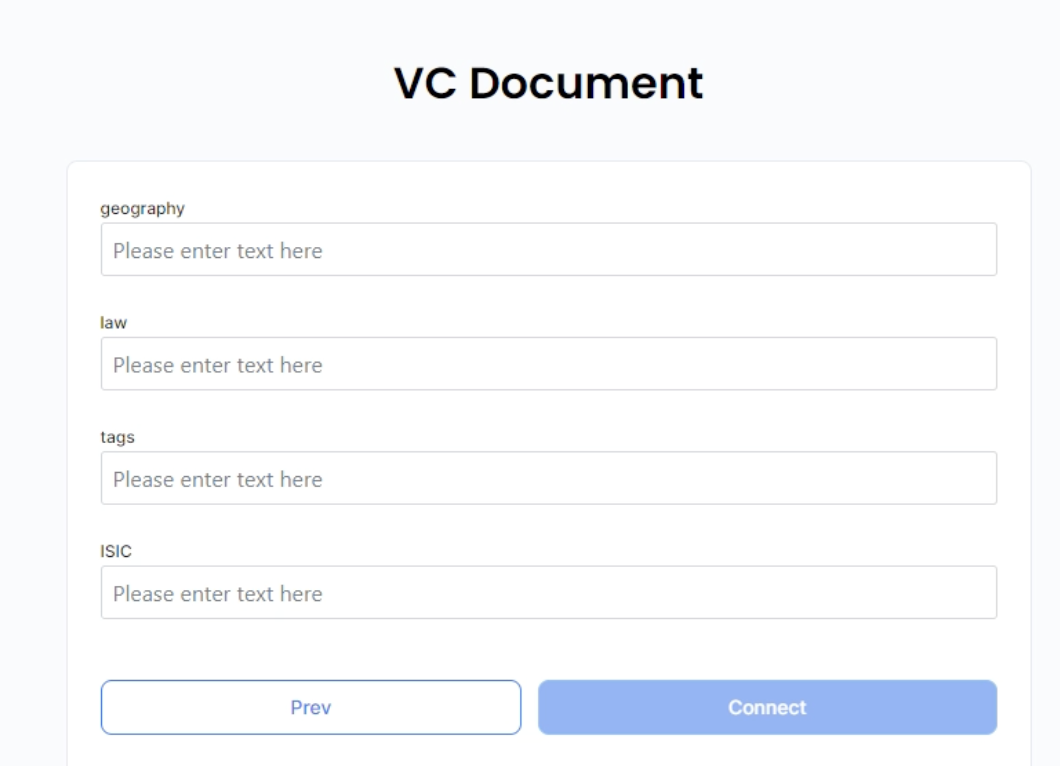 VC Document
geography
Please enter text here
law
Please enter text here
tags
Please enter text here
ISIC
Please enter text here
Prev Connect